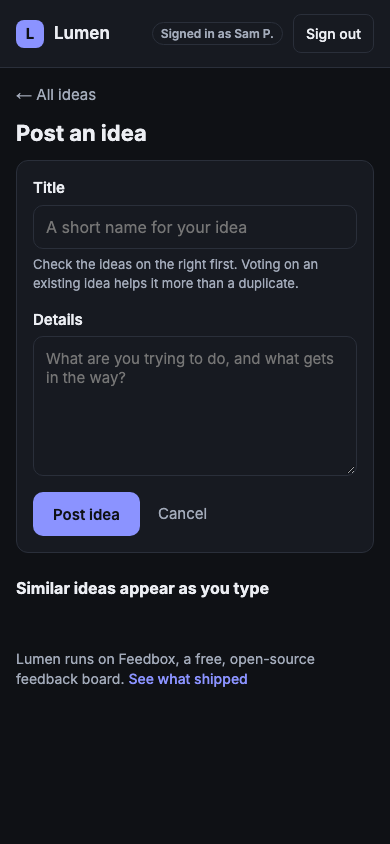 L Lumen Signed in as Sam P. Sign out
← All ideas
Post an idea
Title
A short name for your idea
Check the ideas on the right first. Voting on an
existing idea helps it more than a duplicate.
Details
What are you trying to do, and what gets
in the way?
Post idea Cancel
Similar ideas appear as you type
Lumen runs on Feedbox, a free, open-source
feedback board. See what shipped